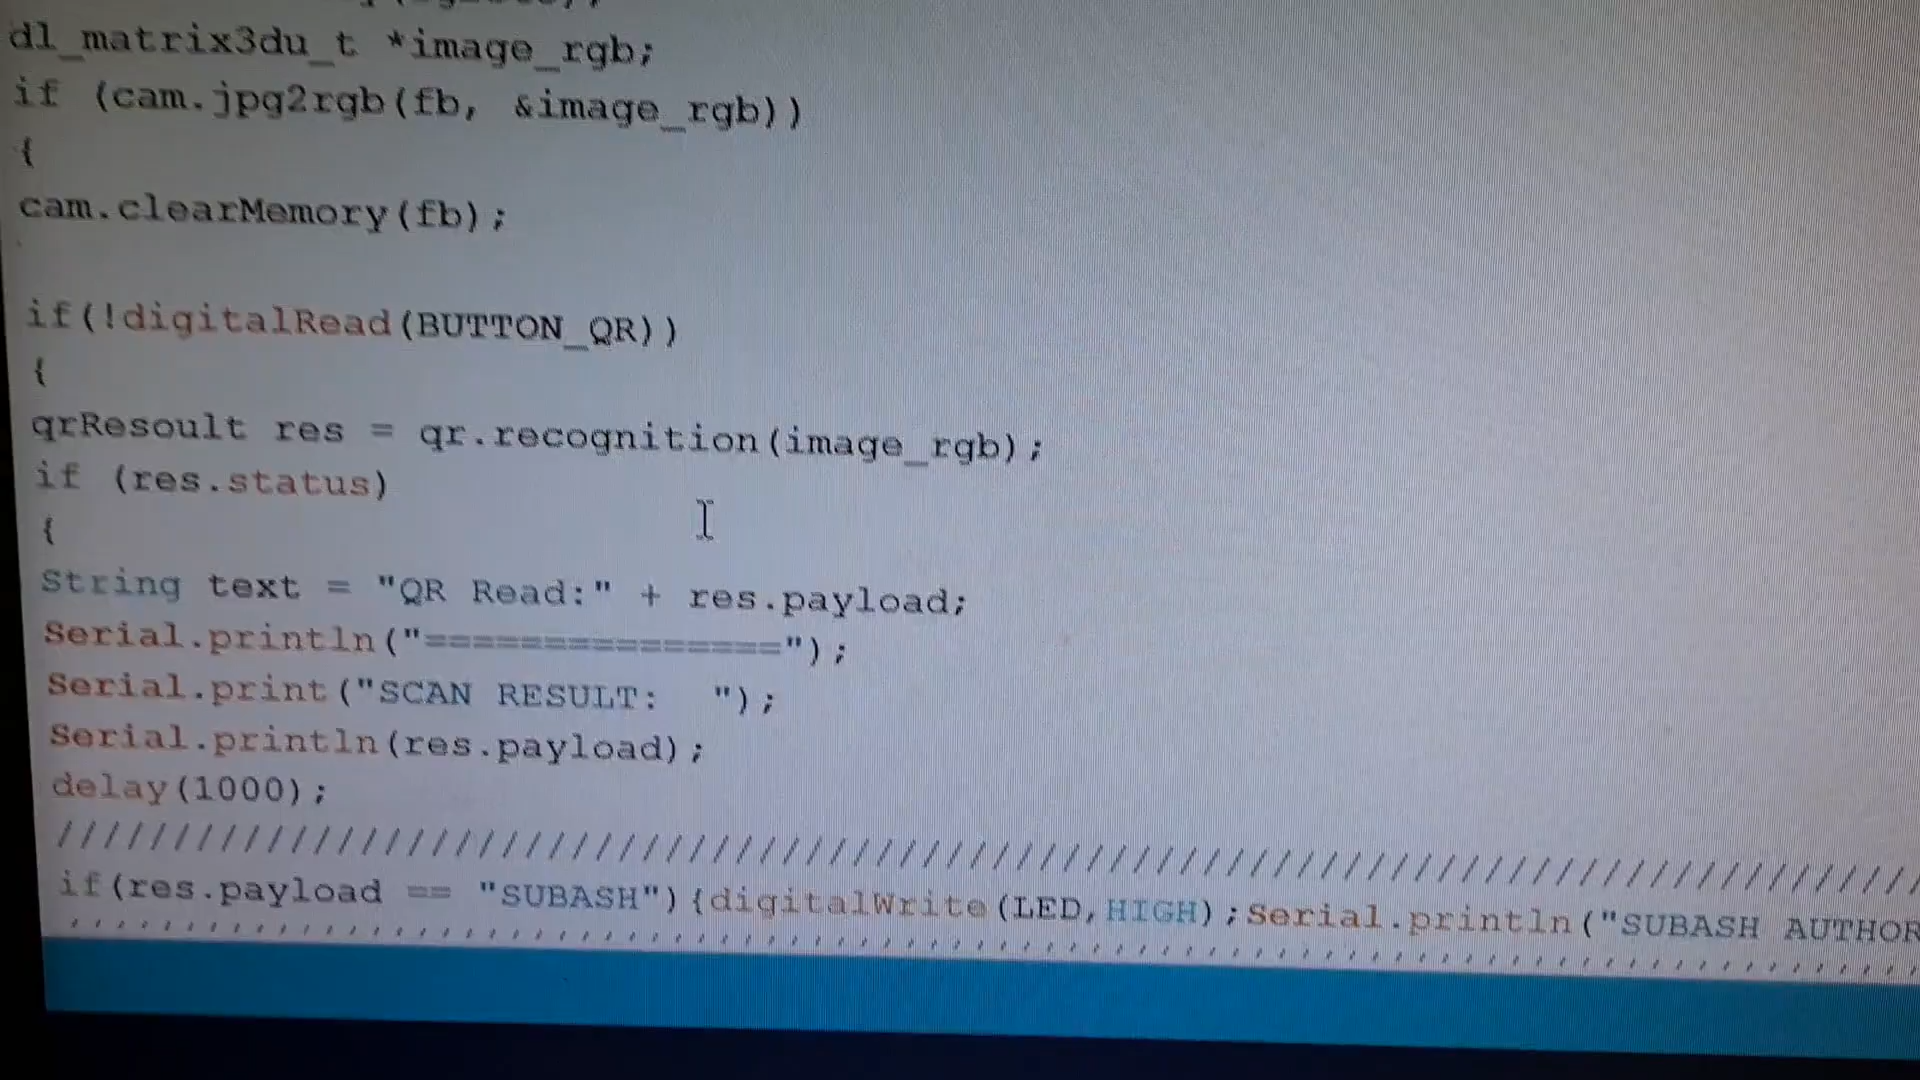 dl_matrix3du_t *image_rgb;
if (cam.jpg2rgb(fb, &image_rgb))
{
cam.clearMemory(fb);
if(!digitalRead(BUTTON_QR))
{
qrResoult res = qr.recognition(image_rgb);
if (res.status)
{
String text = "QR Read:" + res.payload;
Serial.println("===============");
Serial.print("SCAN RESULT:  ");
Serial.println(res.payload);
delay(1000);
///////////////////////////////////////////////////////////////////////////////
if(res.payload == "SUBASH"){digitalWrite(LED,HIGH);Serial.println("SUBASH AUTHOR